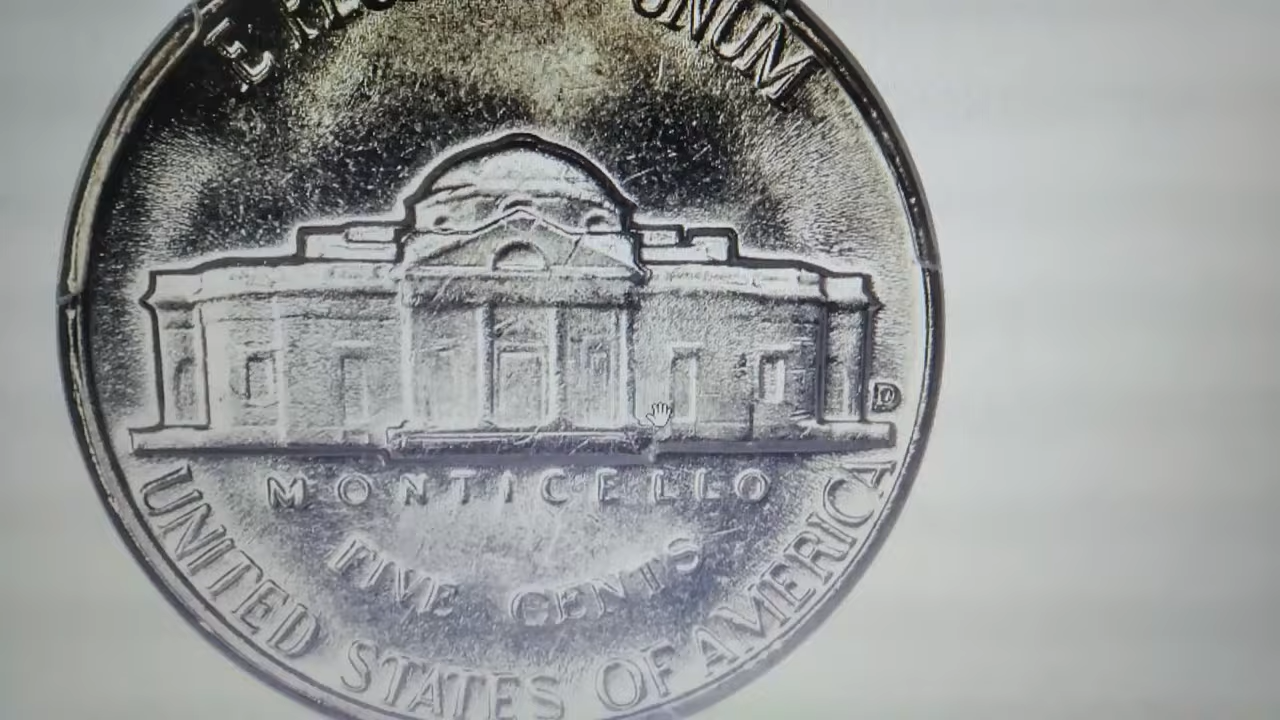 E UNUM
D
MONTICELLO
FIVE CENTS
UNITED STATES OF AMERICA